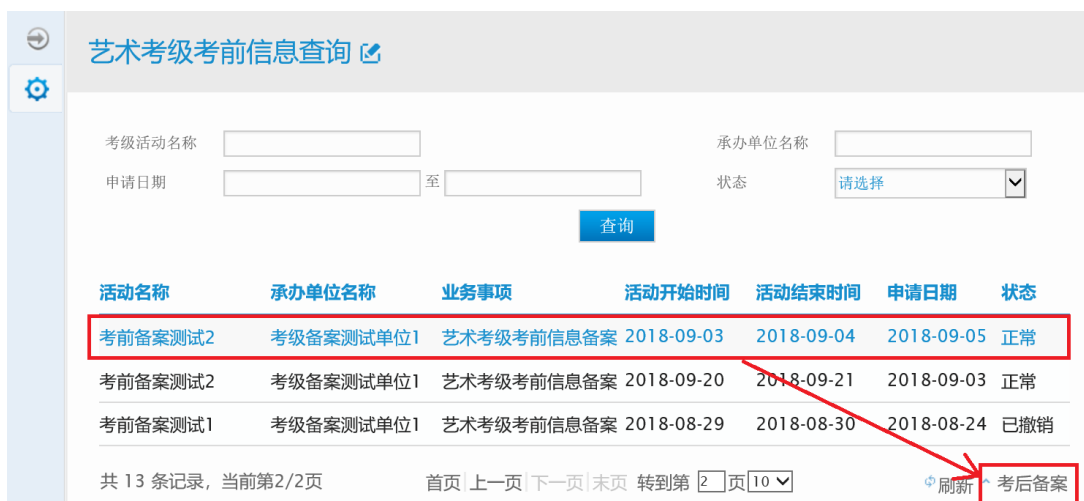 艺术考级考前信息查询
考级活动名称 承办单位名称
申请日期 至 状态 请选择
查询
活动名称 承办单位名称 业务事项 活动开始时间 活动结束时间 申请日期 状态
考前备案测试2 考级备案测试单位1 艺术考级考前信息备案 2018-09-03 2018-09-04 2018-09-05 正常
考前备案测试2 考级备案测试单位1 艺术考级考前信息备案 2018-09-20 2018-09-21 2018-09-03 正常
考前备案测试1 考级备案测试单位1 艺术考级考前信息备案 2018-08-29 2018-08-30 2018-08-24 已撤销
共 13 条记录，当前第2/2页 首页 上一页 下一页 末页 转到第 2 页 10 刷新 考后备案